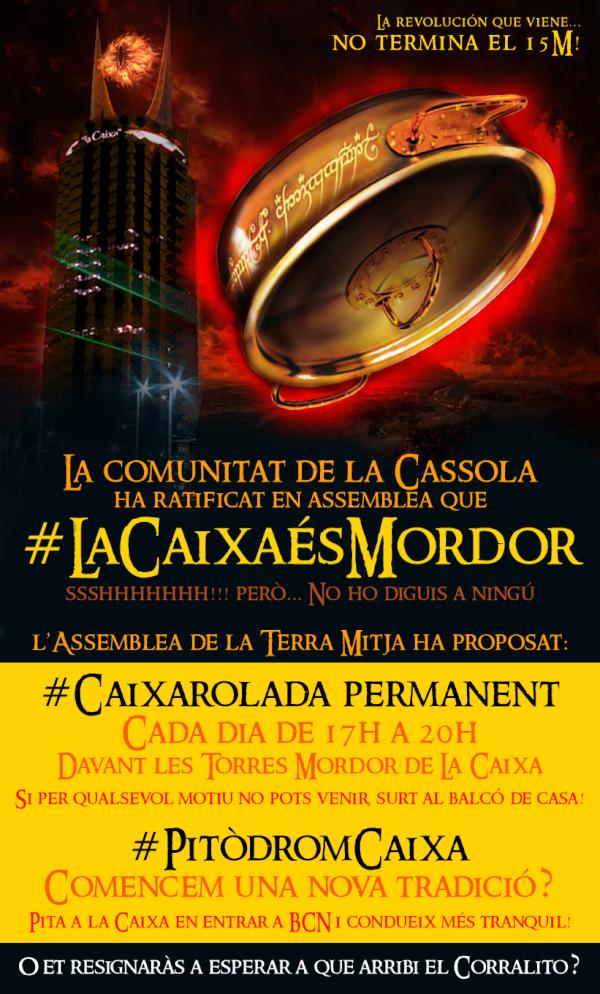 La revolución que viene...
no termina el 15M!
"la Caixa"
La comunitat de la Cassola
ha ratificat en assemblea que
#LaCaixaésMordor
ssshhhhhhh!!! però... No ho diguis a ningú
l'Assemblea de la Terra Mitja ha proposat:
#Caixarolada permanent
Cada dia de 17h a 20h
Davant les Torres Mordor de La Caixa
Si per qualsevol motiu no pots venir, surt al balcó de casa!
#PitòdromCaixa
Comencem una nova tradició?
Pita a la Caixa en entrar a BCN i condueix més tranquil!
O et resignaràs a esperar a que arribi el Corralito?